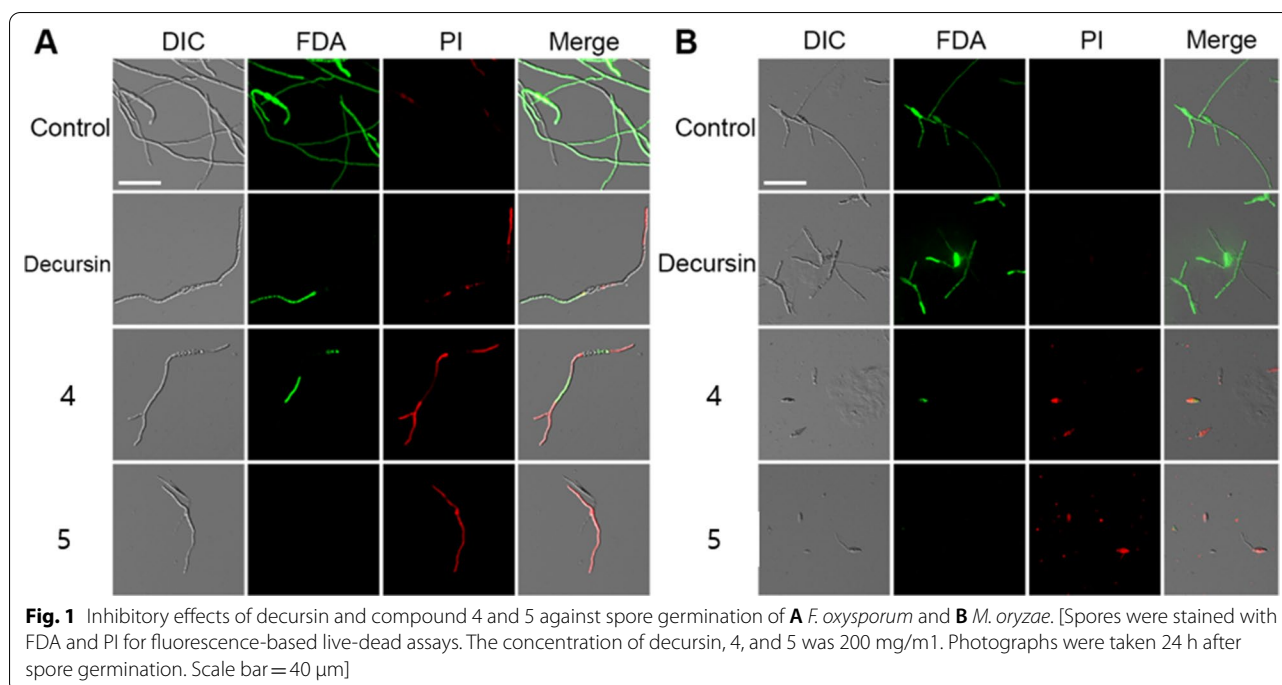 A
DIC FDA PI Merge
Control
Decursin
4
5
B
DIC FDA PI Merge
Control
Decursin
4
5
Fig. 1 Inhibitory effects of decursin and compound 4 and 5 against spore germination of A F. oxysporum and B M. oryzae. [Spores were stained with
FDA and PI for fluorescence-based live-dead assays. The concentration of decursin, 4, and 5 was 200 mg/m1. Photographs were taken 24 h after
spore germination. Scale bar = 40 μm]